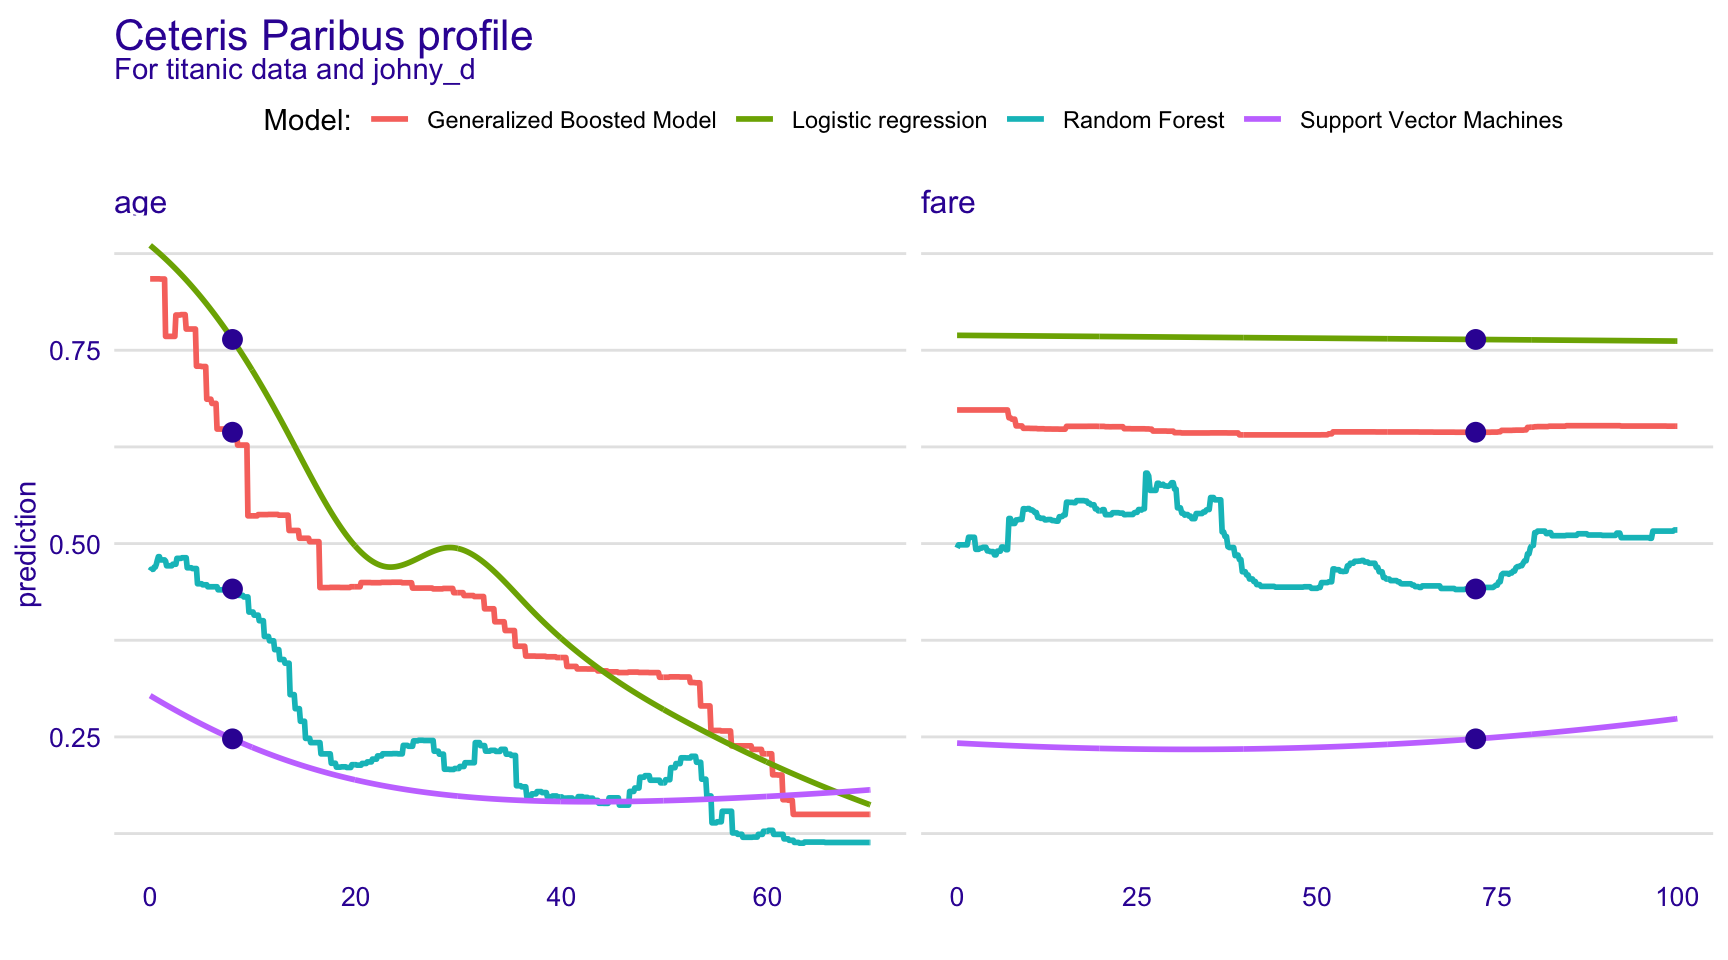 Ceteris Paribus profile
For titanic data and johny_d
Model: Generalized Boosted Model Logistic regression Random Forest Support Vector Machines
age fare
prediction
0.75
0.50
0.25
0 20 40 60 0 25 50 75 100